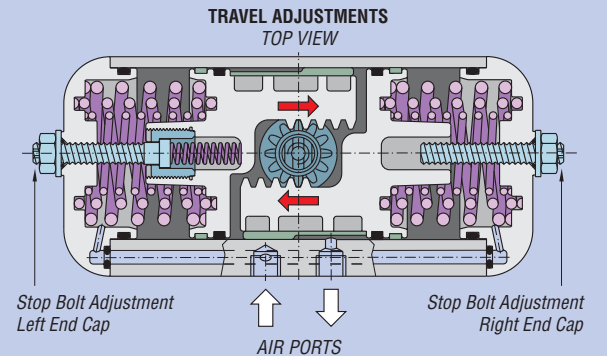 TRAVEL ADJUSTMENTS
TOP VIEW
Stop Bolt Adjustment
Left End Cap
Stop Bolt Adjustment
Right End Cap
AIR PORTS